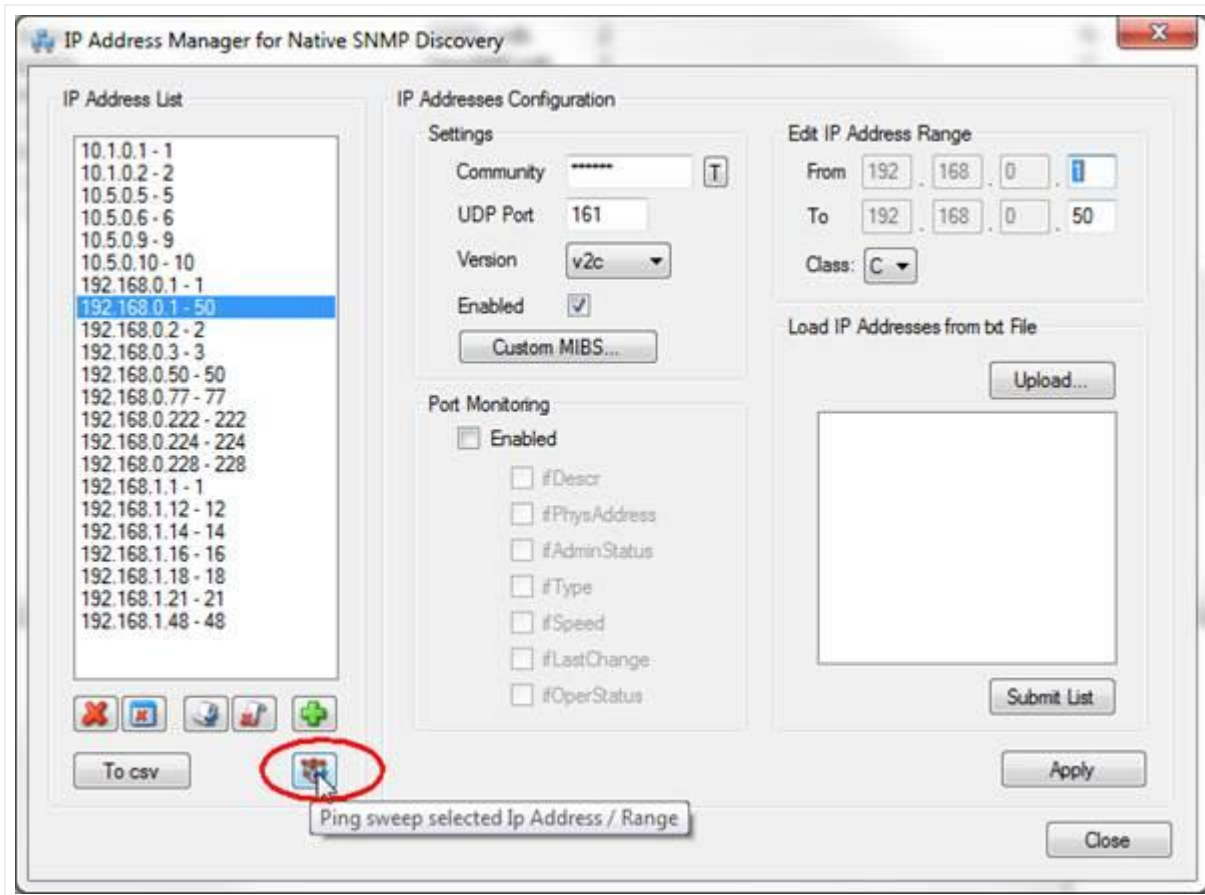 IP Address Manager for Native SNMP Discovery
IP Address List
10.1.0.1 - 1
10.1.0.2 - 2
10.5.0.5 - 5
10.5.0.6 - 6
10.5.0.9 - 9
10.5.0.10 - 10
192.168.0.1 - 1
192.168.0.1 - 50
192.168.0.2 - 2
192.168.0.3 - 3
192.168.0.50 - 50
192.168.0.77 - 77
192.168.0.222 - 222
192.168.0.224 - 224
192.168.0.228 - 228
192.168.1.1 - 1
192.168.1.12 - 12
192.168.1.14 - 14
192.168.1.16 - 16
192.168.1.18 - 18
192.168.1.21 - 21
192.168.1.48 - 48
To csv
Ping sweep selected Ip Address / Range
IP Addresses Configuration
Settings
Community ****** T
UDP Port 161
Version v2c
Enabled
Custom MIBS...
Port Monitoring
Enabled
ifDescr
ifPhysAddress
ifAdminStatus
ifType
ifSpeed
ifLastChange
ifOperStatus
Edit IP Address Range
From 192 . 168 . 0 . 1
To 192 . 168 . 0 . 50
Class: C
Load IP Addresses from txt File
Upload...
Submit List
Apply
Close